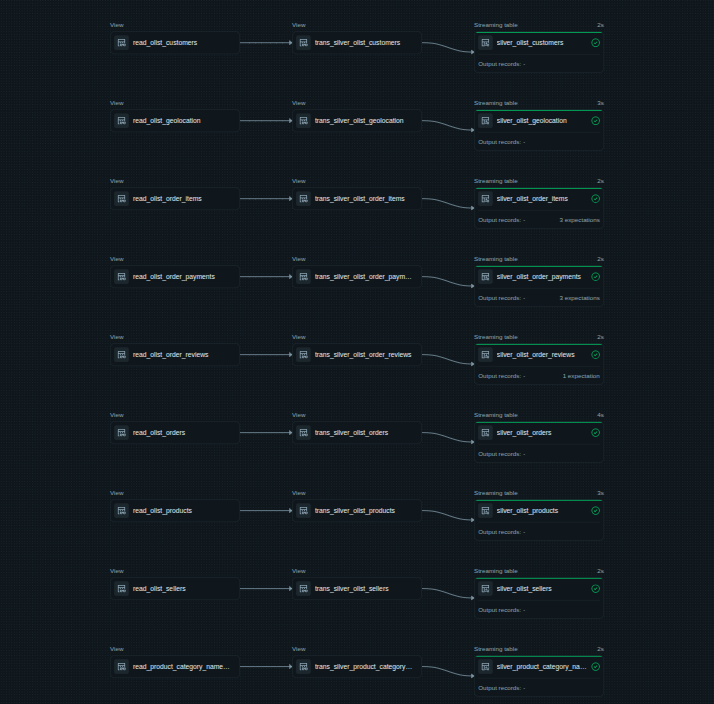 View View Streaming table 2s
read_olist_customers trans_silver_olist_customers silver_olist_customers
Output records: -
View View Streaming table 3s
read_olist_geolocation trans_silver_olist_geolocation silver_olist_geolocation
Output records: -
View View Streaming table 2s
read_olist_order_items trans_silver_olist_order_items silver_olist_order_items
Output records: - 3 expectations
View View Streaming table 2s
read_olist_order_payments trans_silver_olist_order_paym... silver_olist_order_payments
Output records: - 3 expectations
View View Streaming table 2s
read_olist_order_reviews trans_silver_olist_order_reviews silver_olist_order_reviews
Output records: - 1 expectation
View View Streaming table 4s
read_olist_orders trans_silver_olist_orders silver_olist_orders
Output records: -
View View Streaming table 3s
read_olist_products trans_silver_olist_products silver_olist_products
Output records: -
View View Streaming table 2s
read_olist_sellers trans_silver_olist_sellers silver_olist_sellers
Output records: -
View View Streaming table 2s
read_product_category_name... trans_silver_product_category... silver_product_category_na...
Output records: -